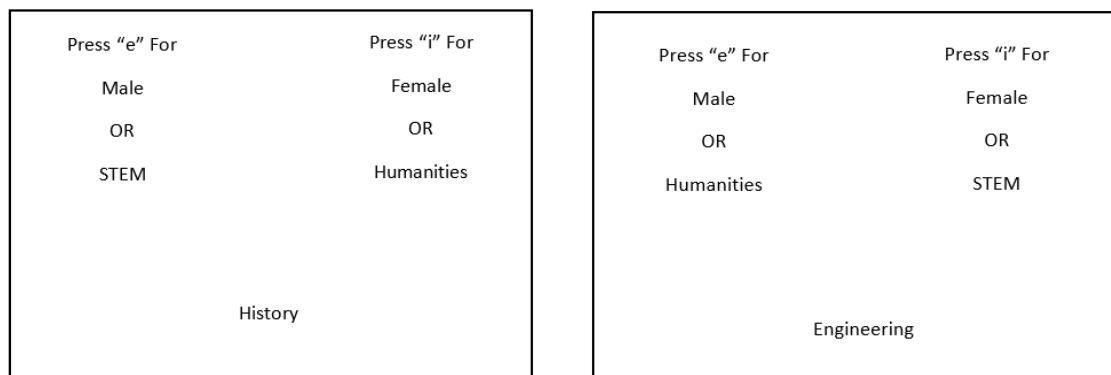 Press “e” For
Male
OR
STEM
Press “i” For
Female
OR
Humanities
History
Press “e” For
Male
OR
Humanities
Press “i” For
Female
OR
STEM
Engineering